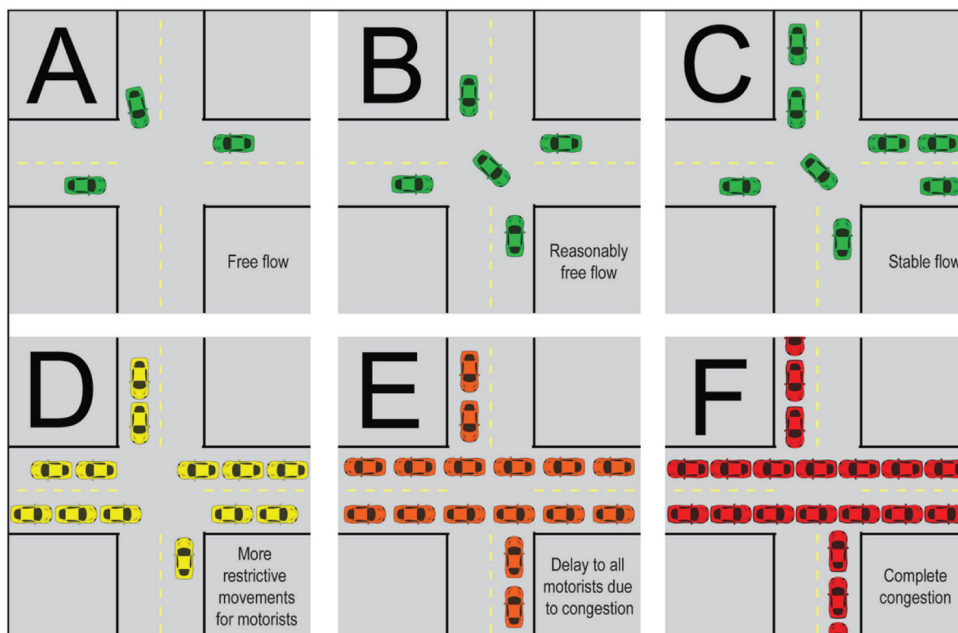 A
Free flow
B
Reasonably
free flow
C
Stable flow
D
More
restrictive
movements
for motorists
E
Delay to all
motorists due
to congestion
F
Complete
congestion